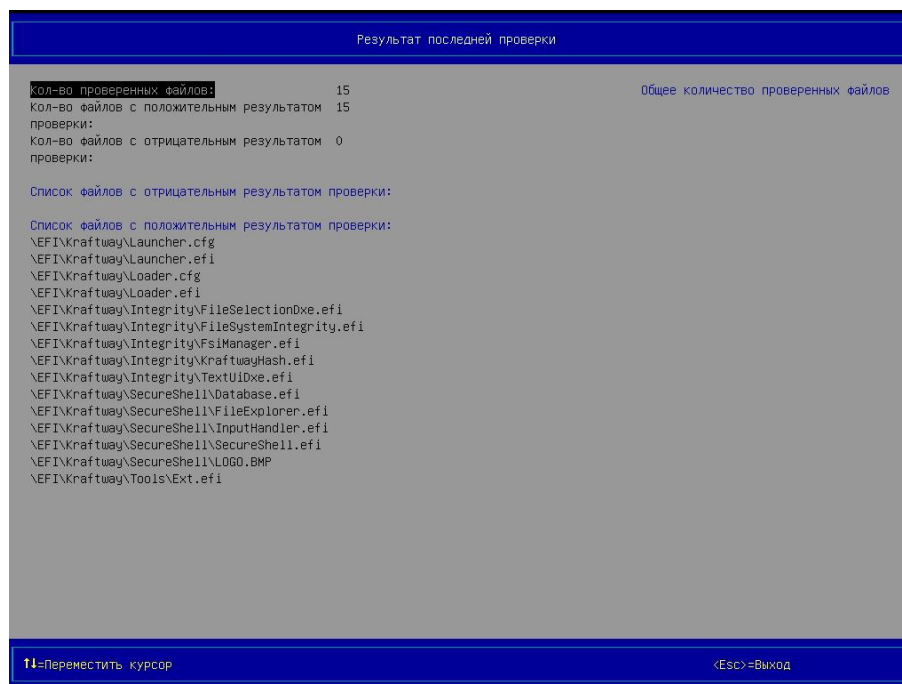 Результат последней проверки
Кол-во проверенных файлов: 15
Общее количество проверенных файлов
Кол-во файлов с положительным результатом 15
проверки:
Кол-во файлов с отрицательным результатом 0
проверки:
Список файлов с отрицательным результатом проверки:
Список файлов с положительным результатом проверки:
\EFI\Kraftway\Launcher.cfg
\EFI\Kraftway\Launcher.efi
\EFI\Kraftway\Loader.cfg
\EFI\Kraftway\Loader.efi
\EFI\Kraftway\Integrity\FileSelectionDxe.efi
\EFI\Kraftway\Integrity\FileSystemIntegrity.efi
\EFI\Kraftway\Integrity\FsiManager.efi
\EFI\Kraftway\Integrity\KraftwayHash.efi
\EFI\Kraftway\Integrity\TextUiDxe.efi
\EFI\Kraftway\SecureShell\Database.efi
\EFI\Kraftway\SecureShell\FileExplorer.efi
\EFI\Kraftway\SecureShell\InputHandler.efi
\EFI\Kraftway\SecureShell\SecureShell.efi
\EFI\Kraftway\SecureShell\LOGO.BMP
\EFI\Kraftway\Tools\Ext.efi
↑↓=Переместить курсор
<Esc>=Выход